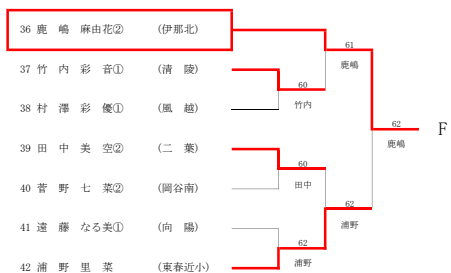 36 鹿 嶋 麻由花② (伊那北)
61
鹿嶋
37 竹 内 彩 音① (清 陵)
60
竹内
38 村 澤 彩 優① (風 越)
62
鹿嶋
F
39 田 中 美 空② (二 葉)
60
田中
40 菅 野 七 菜② (岡谷南)
62
浦野
41 遠 藤 なる美① (向 陽)
62
浦野
42 浦 野 里 菜 (東春近小)